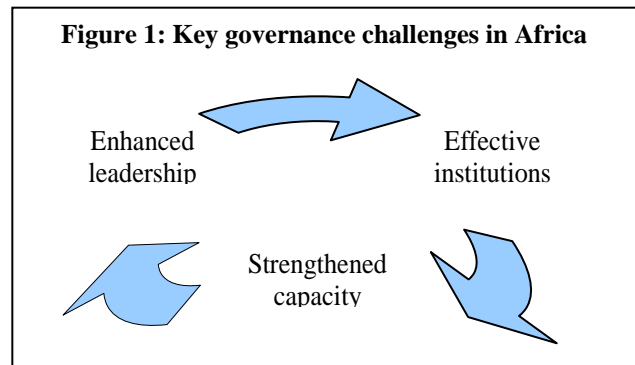 Figure 1: Key governance challenges in Africa
Enhanced
leadership
Effective
institutions
Strengthened
capacity